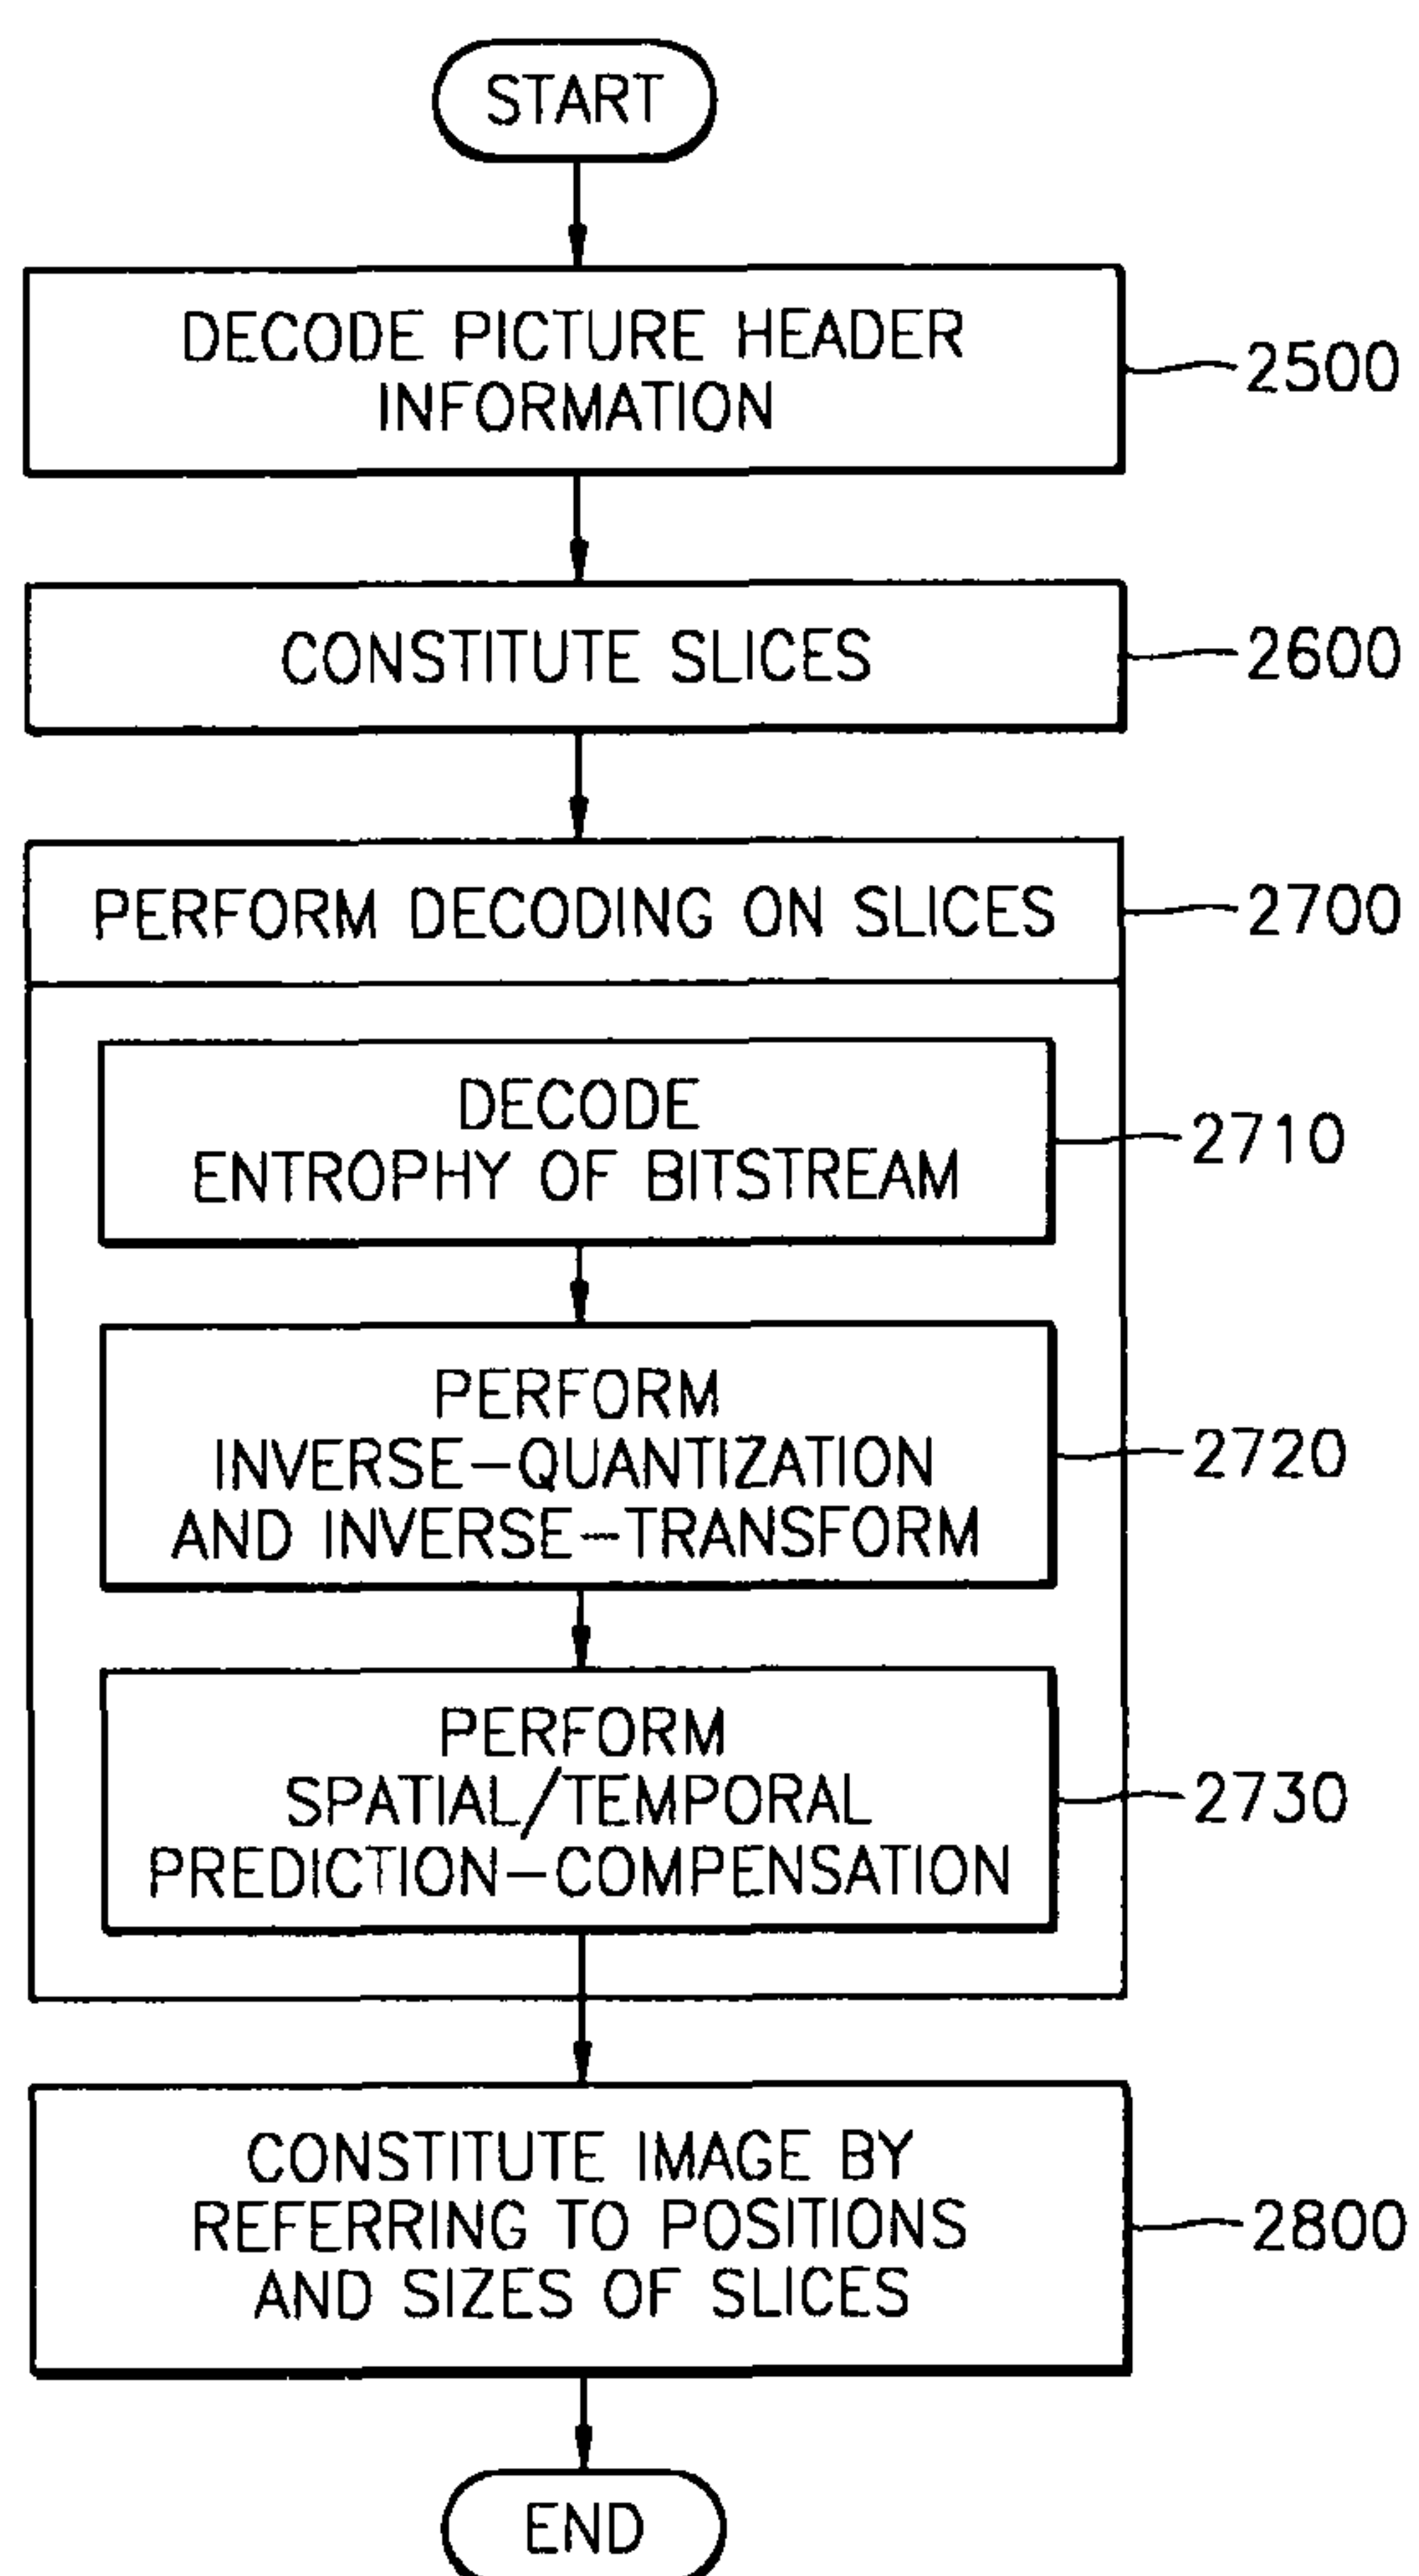 START
DECODE PICTURE HEADER
INFORMATION
2500
CONSTITUTE SLICES
2600
PERFORM DECODING ON SLICES
2700
DECODE
ENTROPHY OF BITSTREAM
2710
PERFORM
INVERSE-QUANTIZATION
AND INVERSE-TRANSFORM
2720
PERFORM
SPATIAL/TEMPORAL
PREDICTION-COMPENSATION
2730
CONSTITUTE IMAGE BY
REFERRING TO POSITIONS
AND SIZES OF SLICES
2800
END